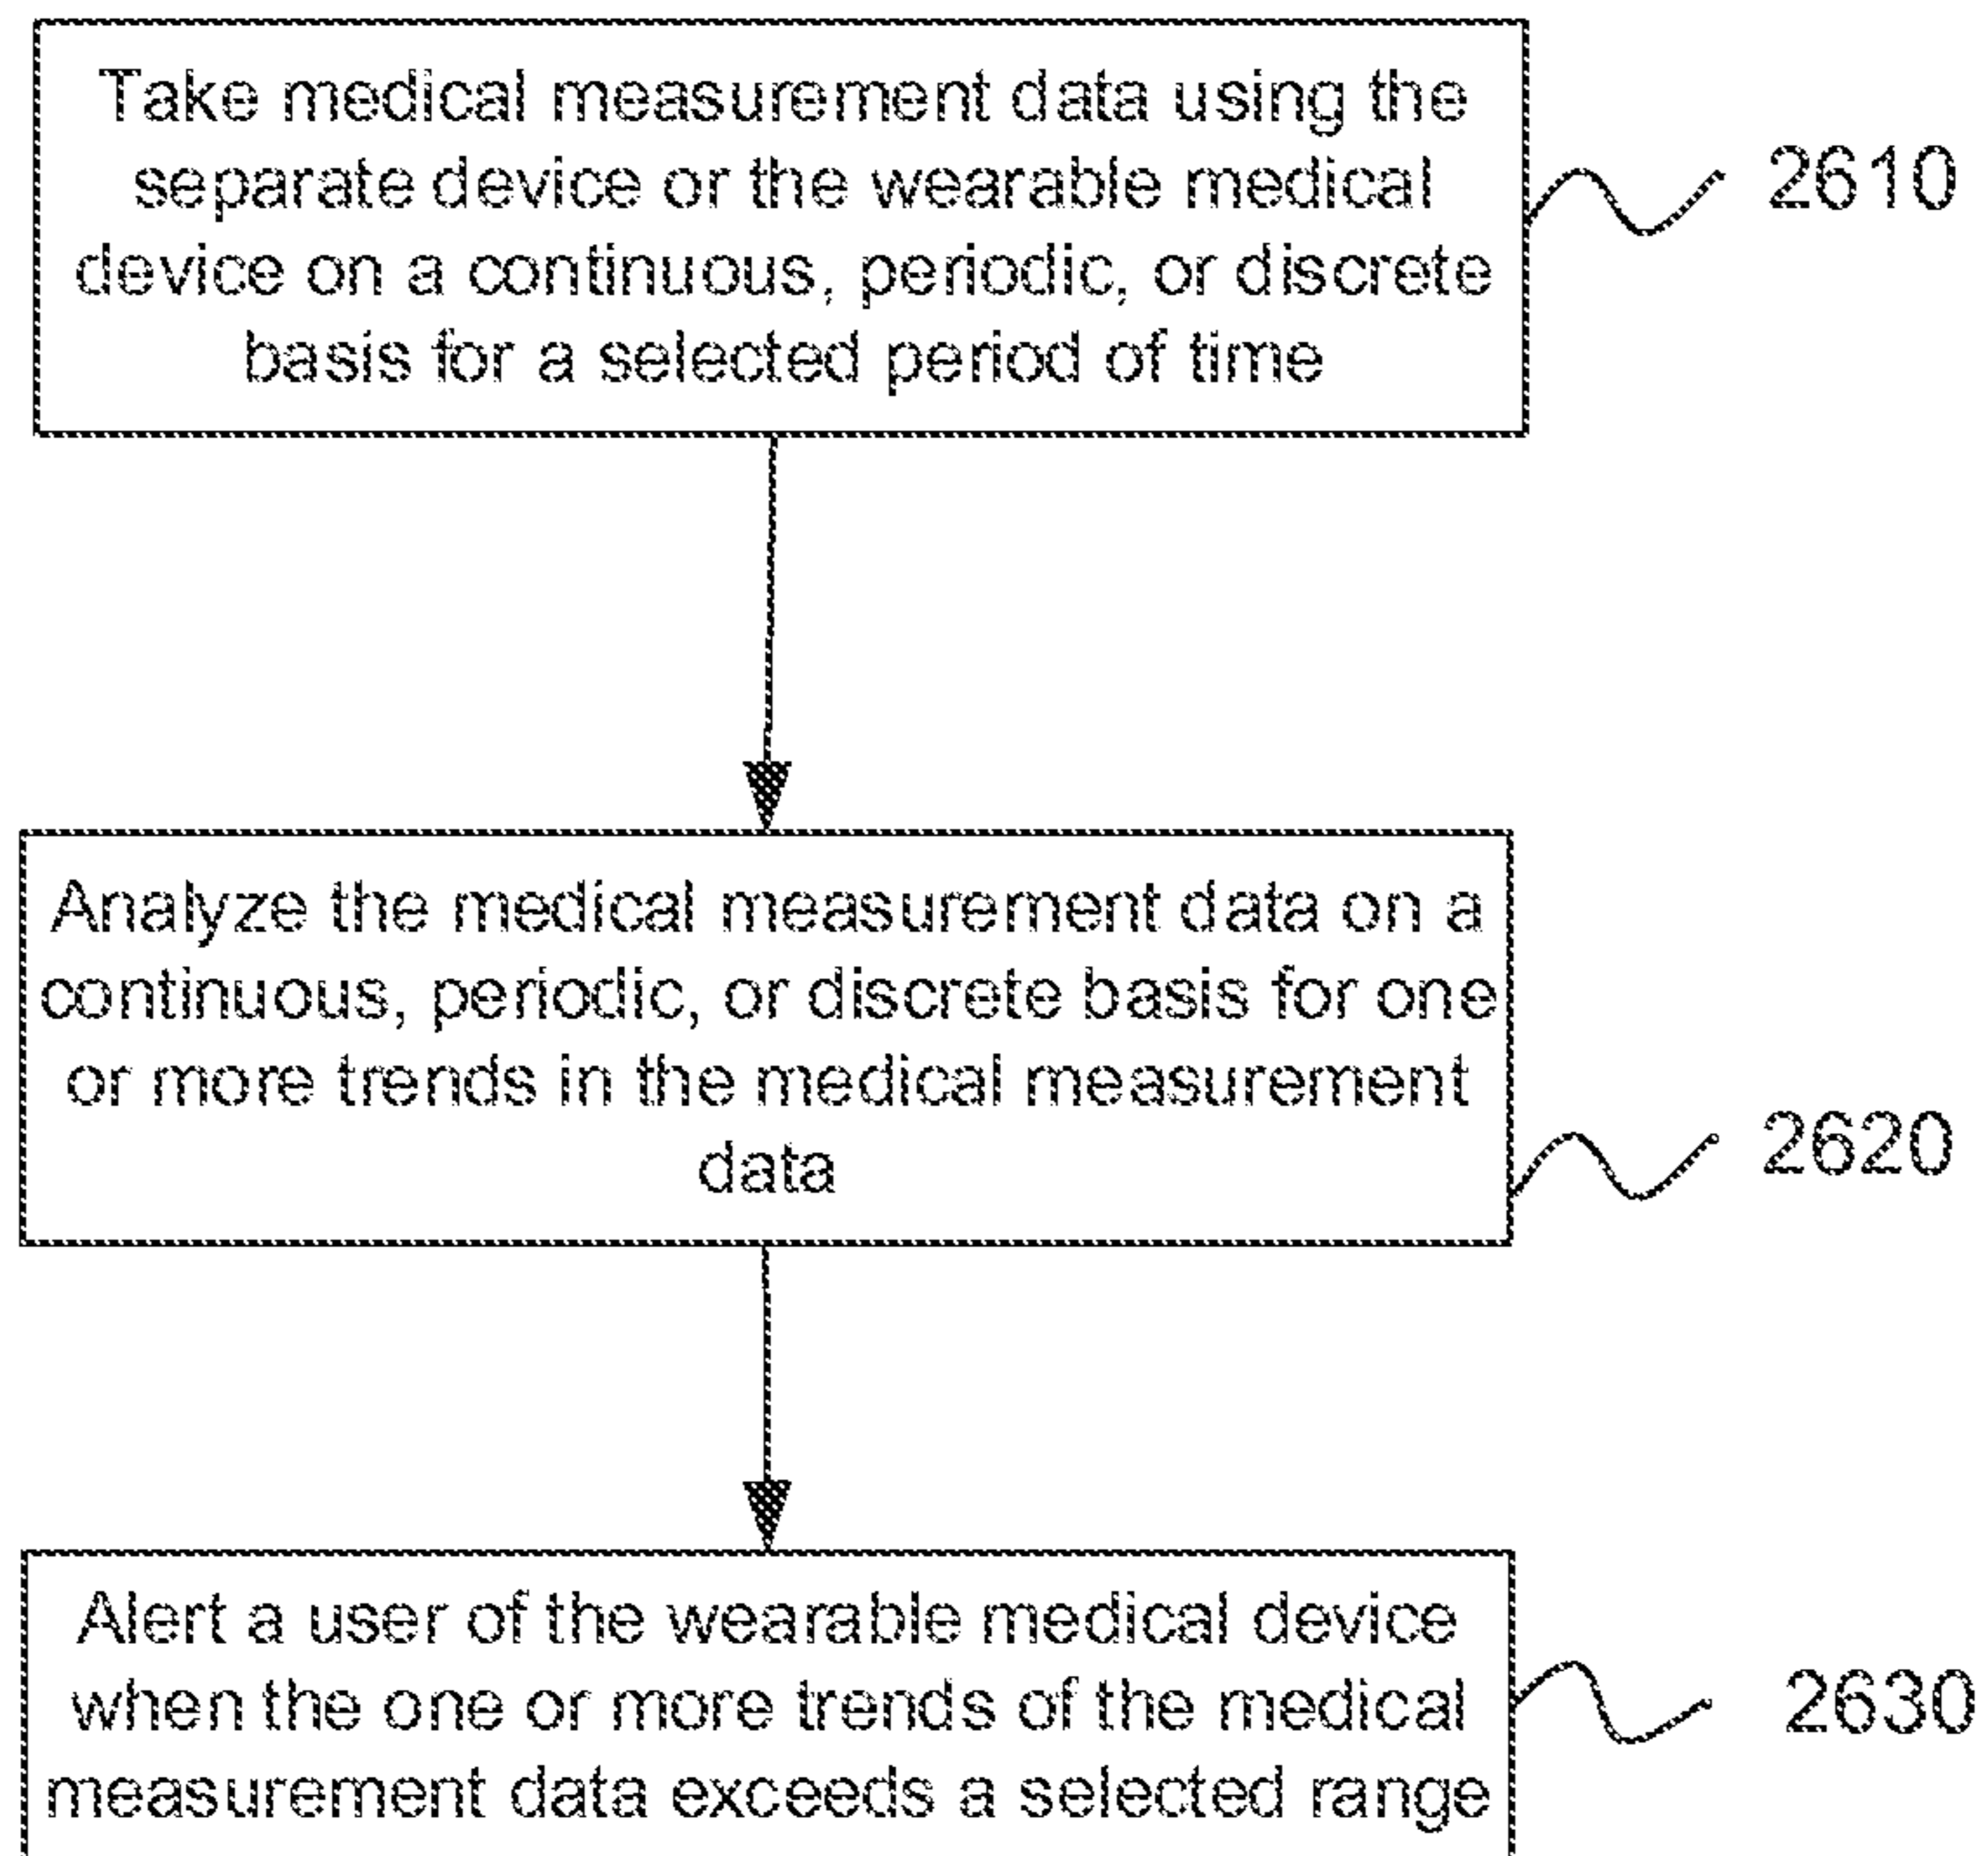 Take medical measurement data using the
separate device or the wearable medical
device on a continuous, periodic, or discrete
basis for a selected period of time
2610
Analyze the medical measurement data on a
continuous, periodic, or discrete basis for one
or more trends in the medical measurement
data
2620
Alert a user of the wearable medical device
when the one or more trends of the medical
measurement data exceeds a selected range
2630